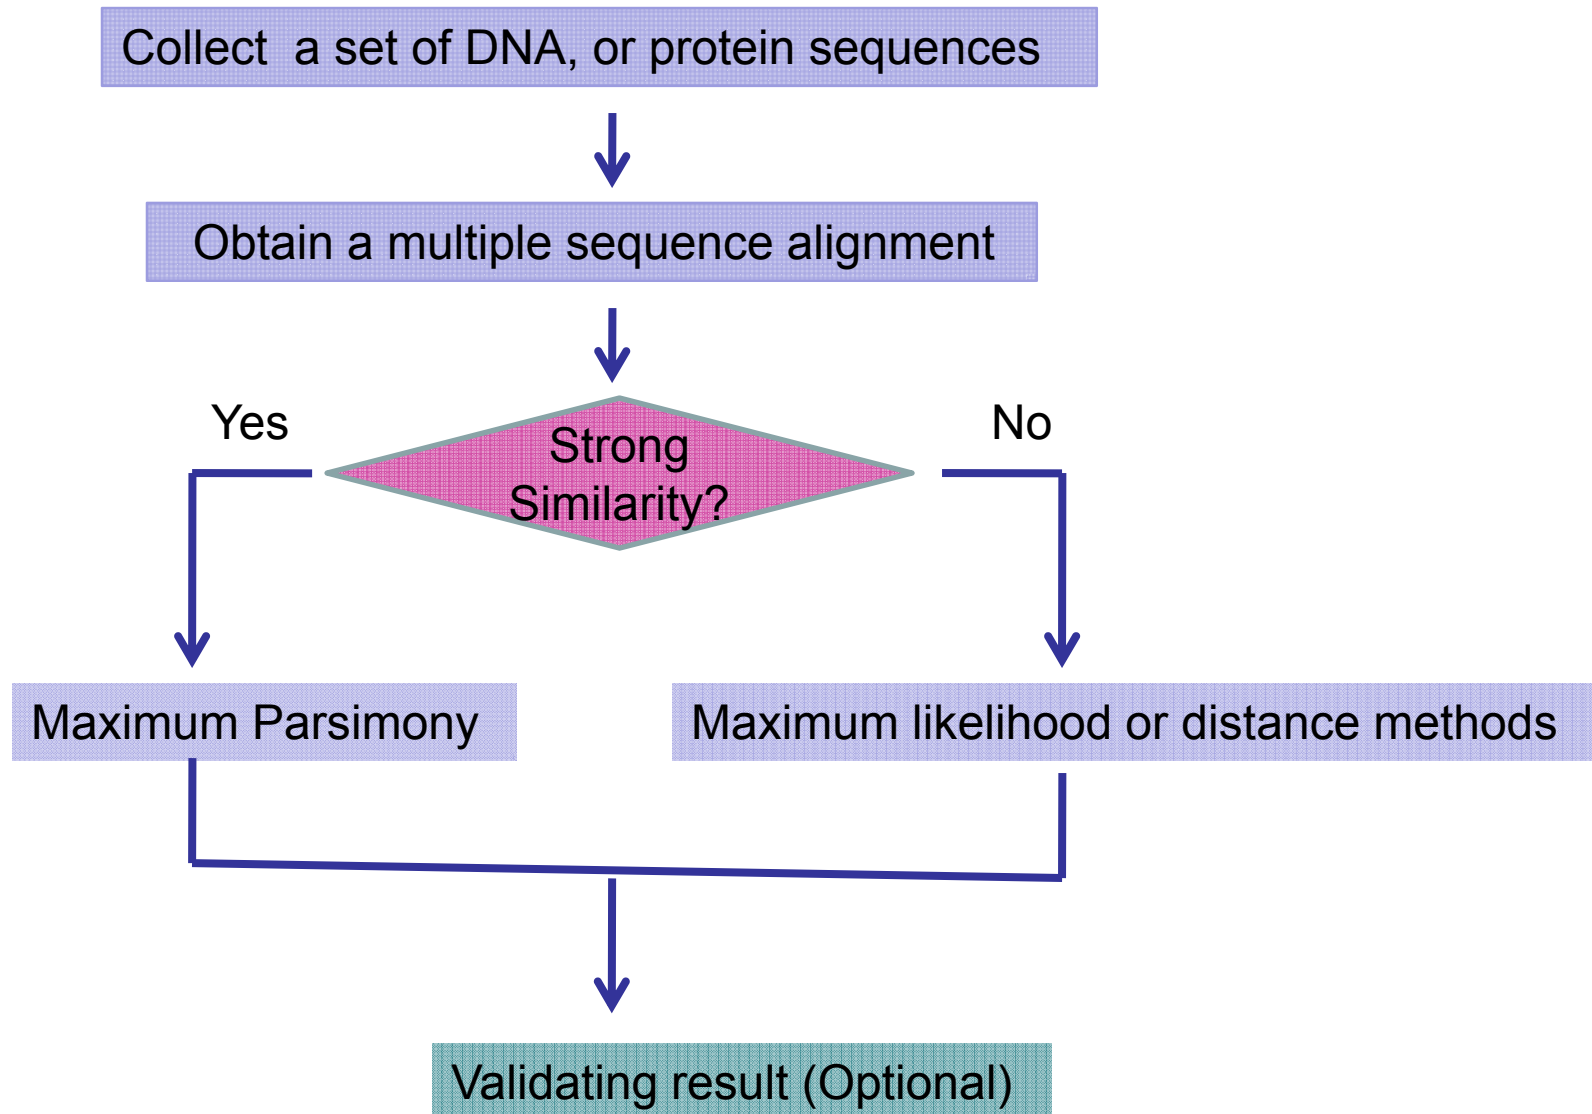 Collect  a set of DNA, or protein sequences
Obtain a multiple sequence alignment
Yes
No
Strong
Similarity?
Maximum Parsimony
Maximum likelihood or distance methods
Validating result (Optional)